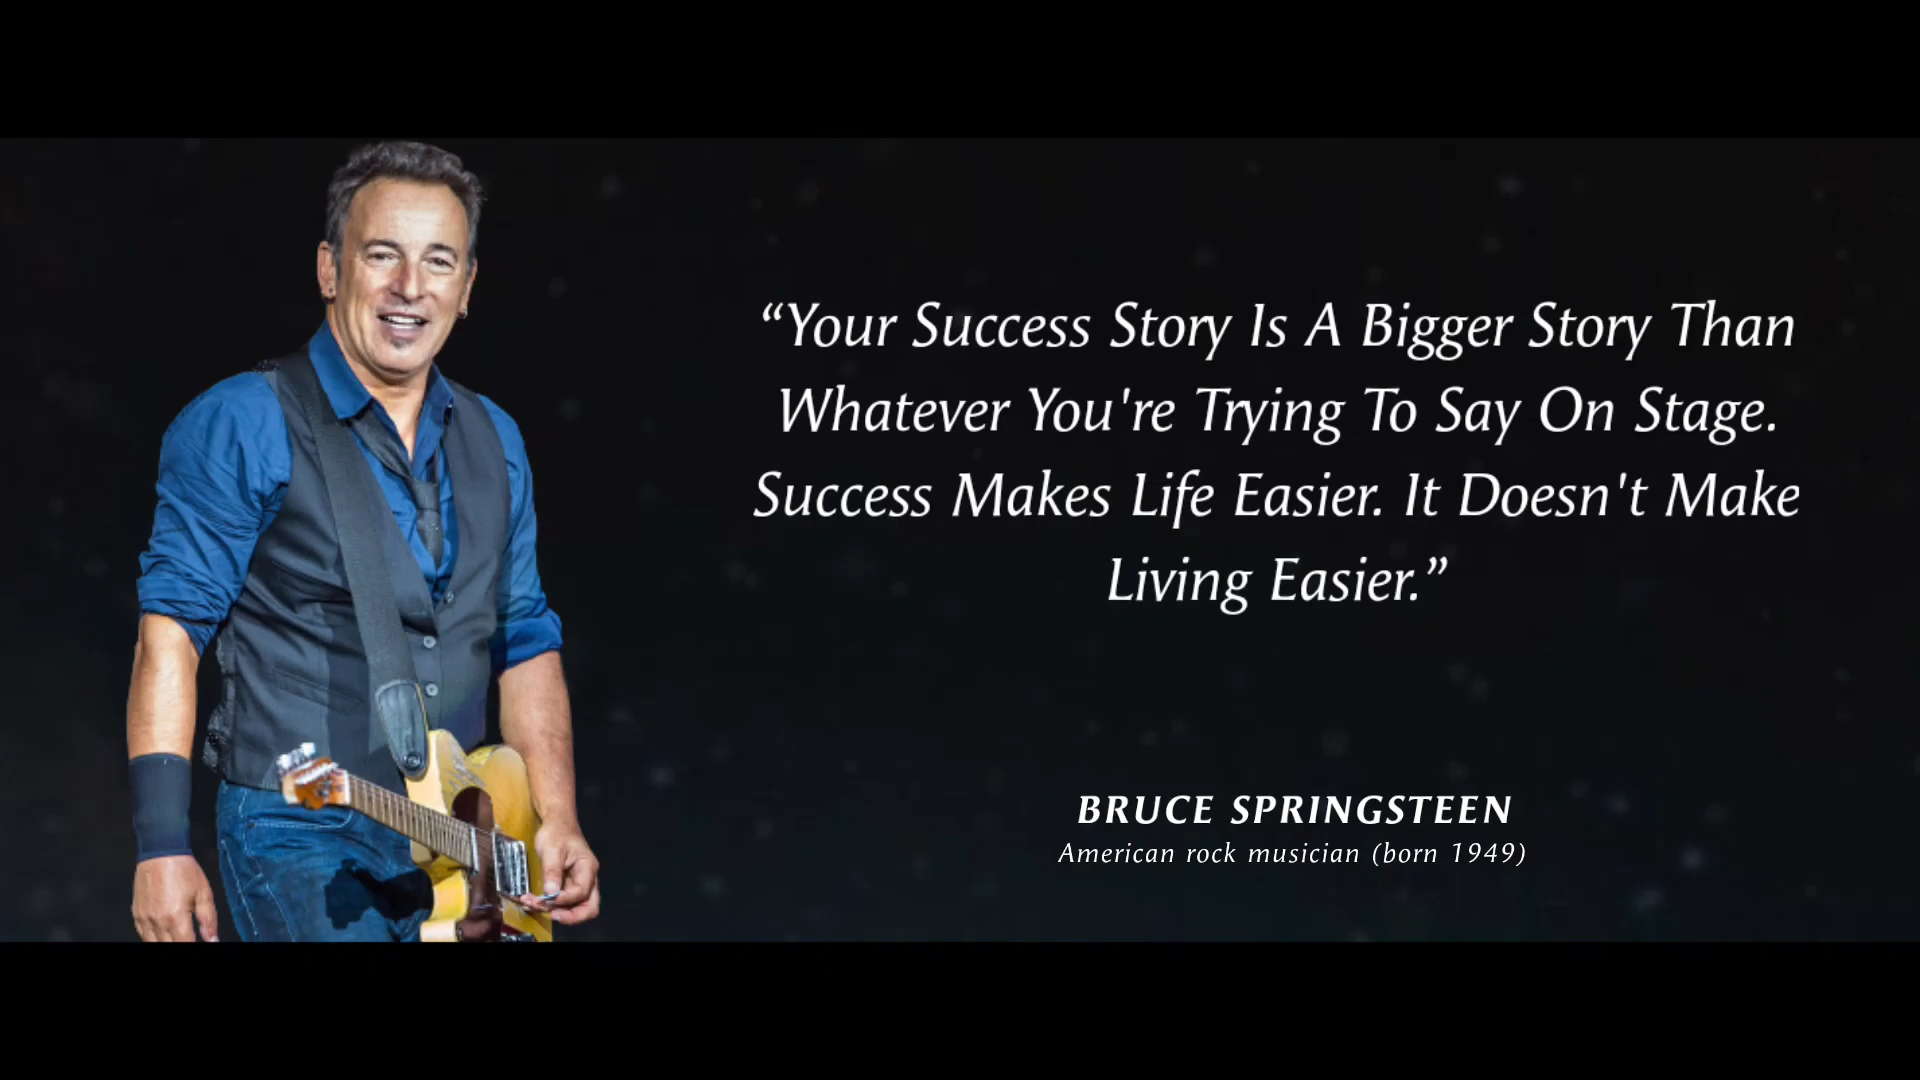 “Your Success Story Is A Bigger Story Than
Whatever You're Trying To Say On Stage.
Success Makes Life Easier. It Doesn't Make
Living Easier.”
BRUCE SPRINGSTEEN
American rock musician (born 1949)